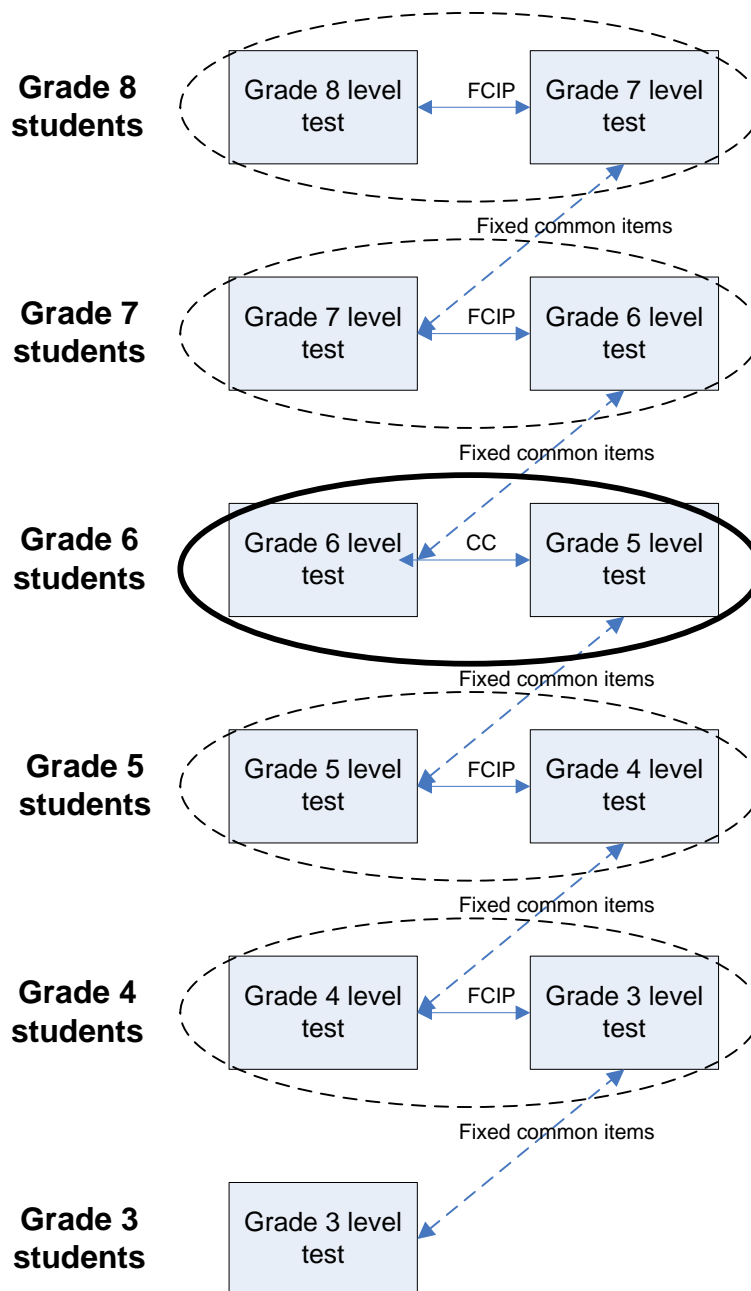 Grade 8
students
Grade 8 level
test
FCIP
Grade 7 level
test
Fixed common items
Grade 7
students
Grade 7 level
test
FCIP
Grade 6 level
test
Fixed common items
Grade 6
students
Grade 6 level
test
CC
Grade 5 level
test
Fixed common items
Grade 5
students
Grade 5 level
test
FCIP
Grade 4 level
test
Fixed common items
Grade 4
students
Grade 4 level
test
FCIP
Grade 3 level
test
Fixed common items
Grade 3
students
Grade 3 level
test